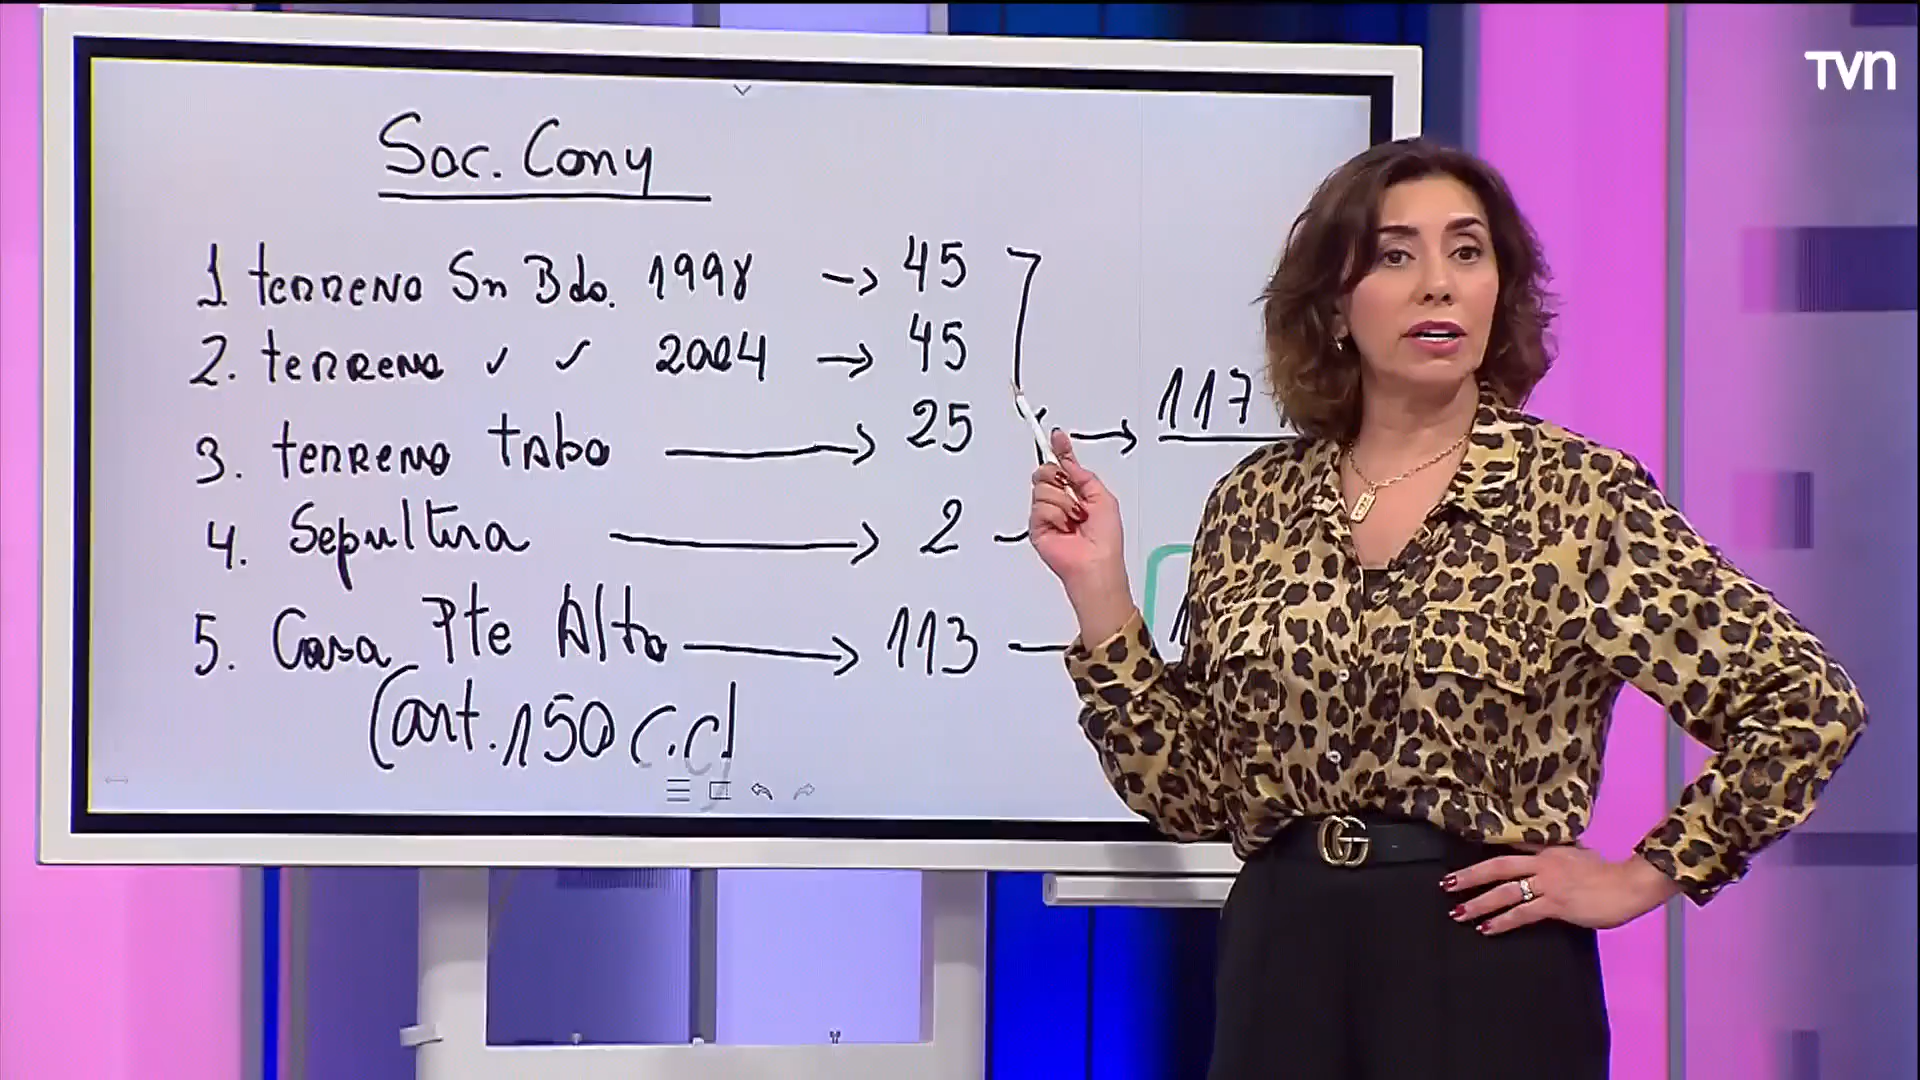 TVN
Soc. Cony
1 terreno Sn Bdo. 1998 → 45
2. terreno ✓ ✓ 2004 → 45
3. terreno tabo → 25 → 117
4. Sepultura → 2
5. Casa Pte Alto → 113
(art. 150 C.C)